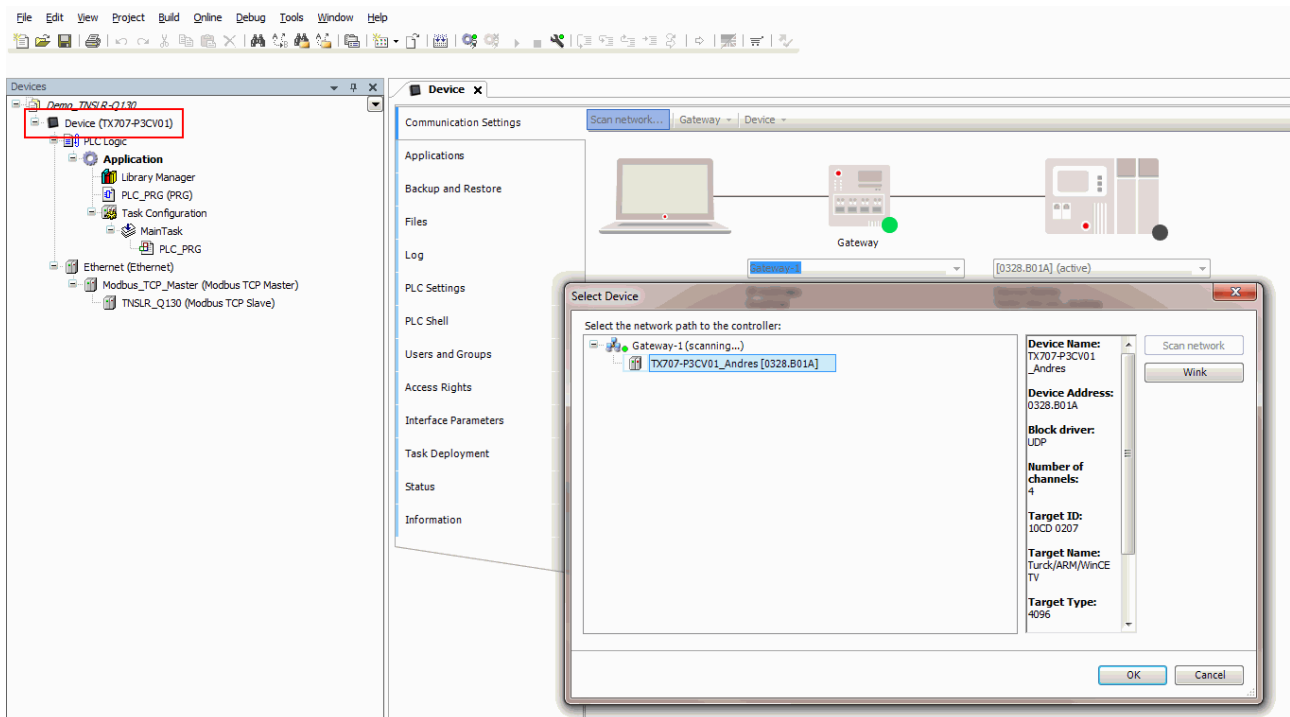 File Edit View Project Build Online Debug Tools Window Help
Devices
Demo_TNSLR-Q130
Device (TX707-P3CV01)
PLC Logic
Application
Library Manager
PLC_PRG (PRG)
Task Configuration
MainTask
PLC_PRG
Ethernet (Ethernet)
Modbus_TCP_Master (Modbus TCP Master)
TNSLR_Q130 (Modbus TCP Slave)
Device
Communication Settings
Applications
Backup and Restore
Files
Log
PLC Settings
PLC Shell
Users and Groups
Access Rights
Interface Parameters
Task Deployment
Status
Information
Scan network... Gateway Device
Gateway
Gateway-1
[0328.B01A] (active)
Select Device
Select the network path to the controller:
Gateway-1 (scanning...)
TX707-P3CV01_Andres [0328.B01A]
Device Name:
TX707-P3CV01
_Andres
Device Address:
0328.B01A
Block driver:
UDP
Number of
channels:
4
Target ID:
10CD 0207
Target Name:
Turck/ARM/WinCE
TV
Target Type:
4096
Scan network
Wink
OK Cancel